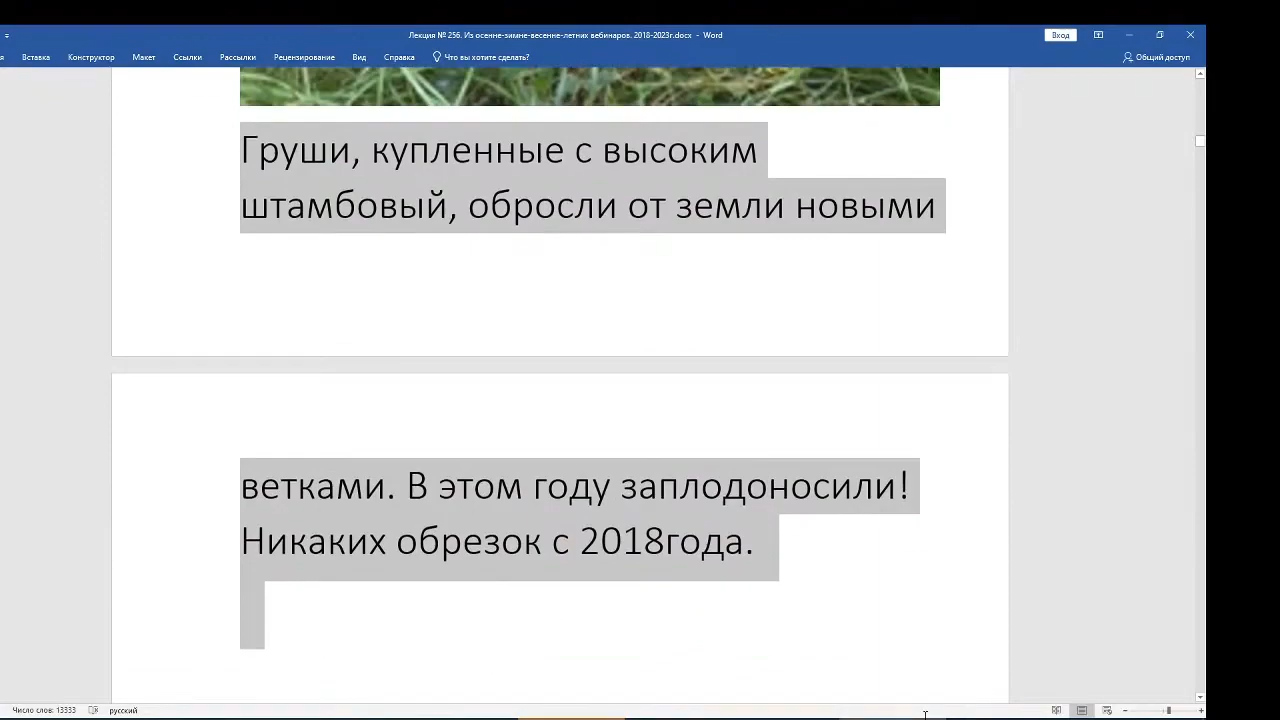 Лекция № 256. Из осенне-зимне-весенне-летних вебинаров. 2018-2023г.docx - Word
Вход
Вставка Конструктор Макет Ссылки Рассылки Рецензирование Вид Справка Что вы хотите сделать? Общий доступ
Груши, купленные с высоким
штамбовый, обросли от земли новыми
ветками. В этом году заплодоносили!
Никаких обрезок с 2018года.
Число слов: 13333 русский